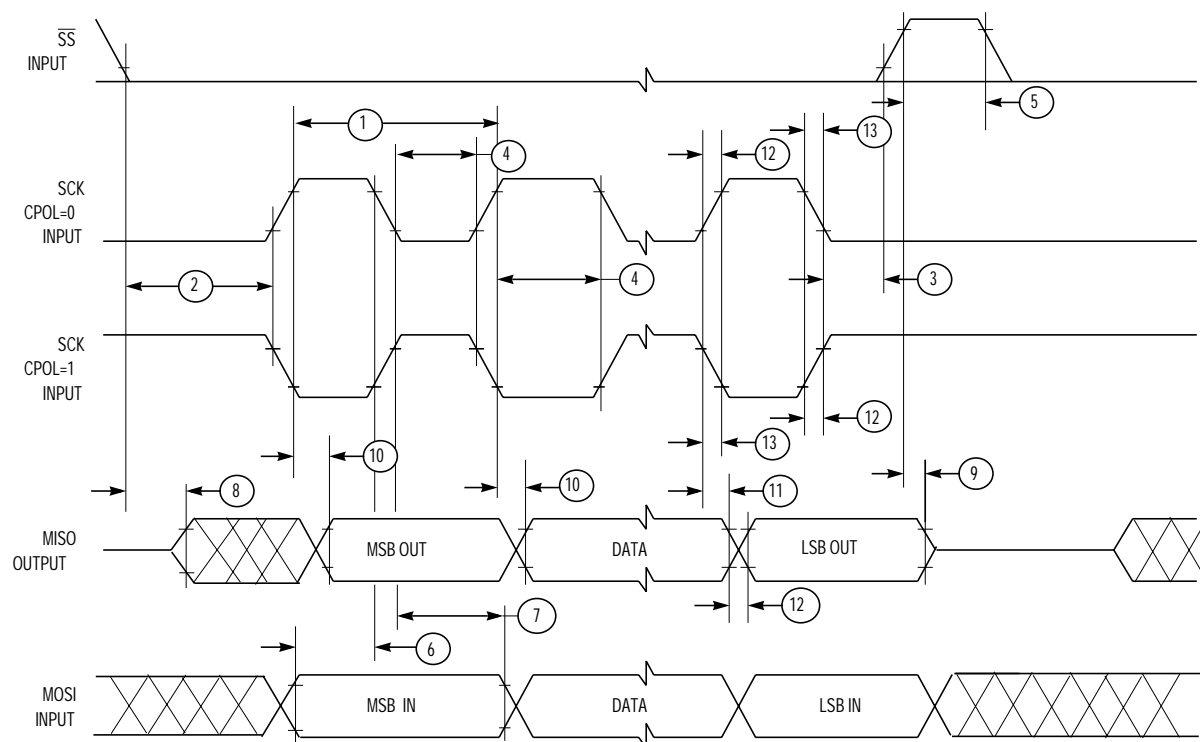 SS
INPUT
5
1
13
4
12
SCK
CPOL=0
INPUT
2
4
3
SCK
CPOL=1
INPUT
12
13
10
9
8
10
11
MISO
OUTPUT
MSB OUT
DATA
LSB OUT
12
7
6
MOSI
INPUT
MSB IN
DATA
LSB IN